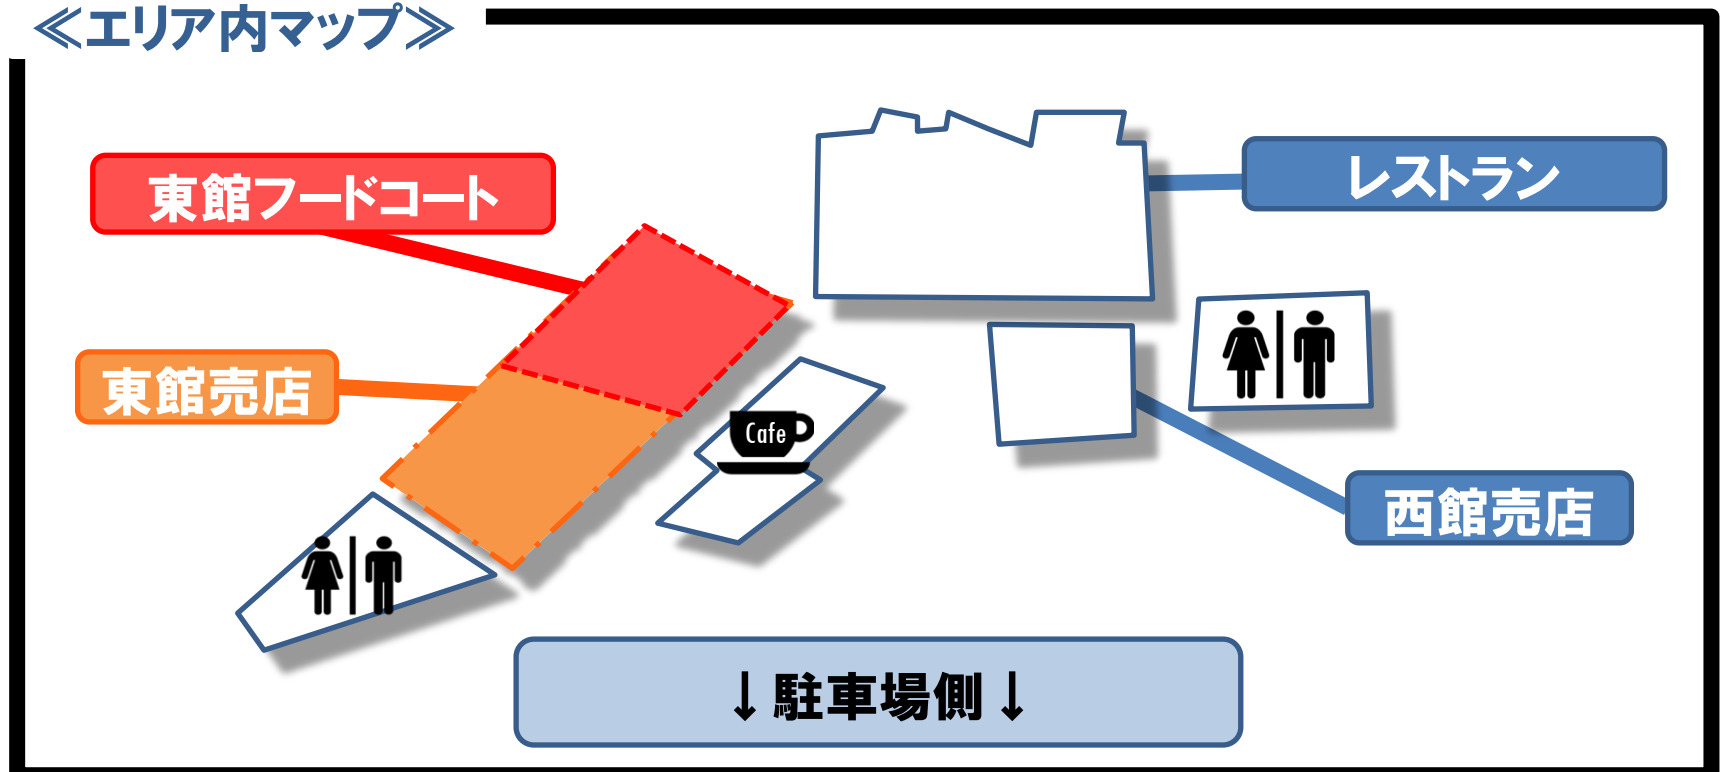 ≪エリア内マップ≫
レストラン
東館フードコート
東館売店
Cafe
西館売店
↓駐車場側↓